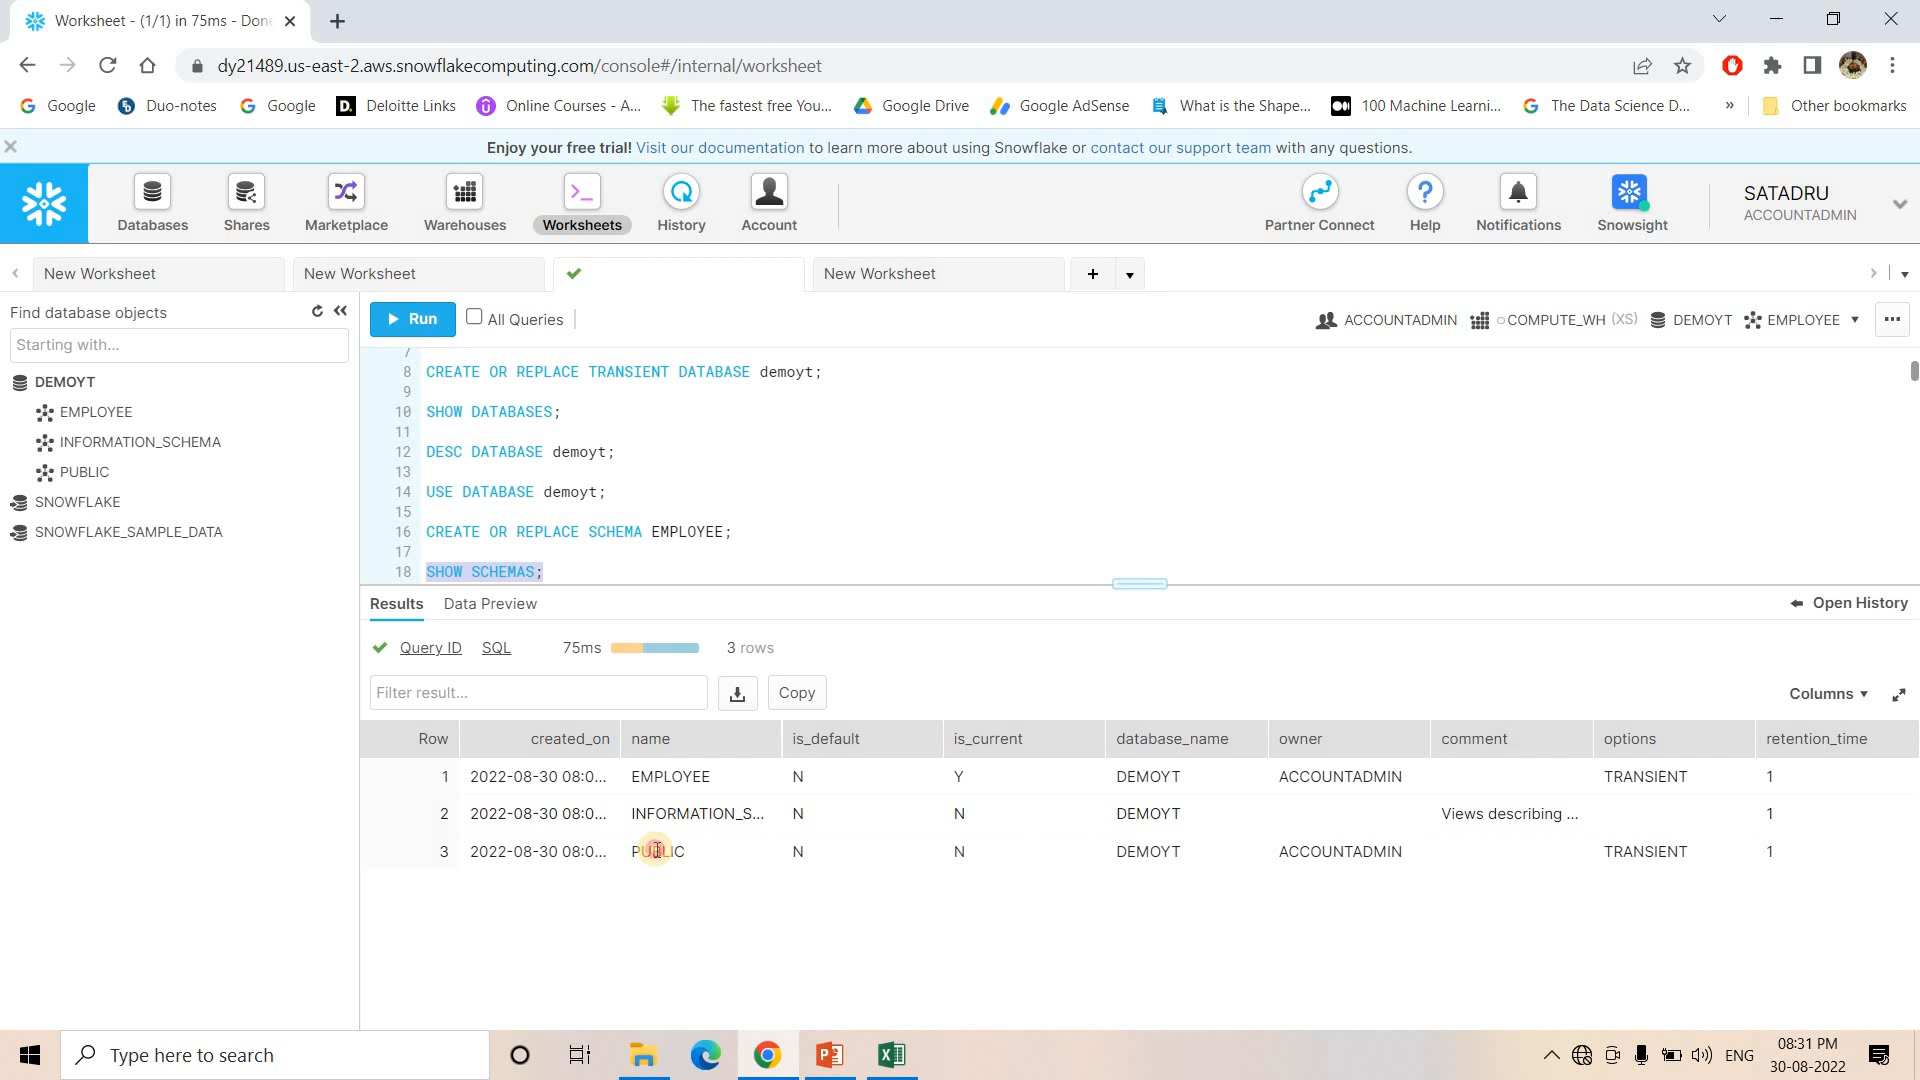 Worksheet - (1/1) in 75ms - Don
dy21489.us-east-2.aws.snowflakecomputing.com/console#/internal/worksheet
Google Duo-notes Google Deloitte Links Online Courses - A... The fastest free You... Google Drive Google AdSense What is the Shape... 100 Machine Learni... The Data Science D... » Other bookmarks
Enjoy your free trial! Visit our documentation to learn more about using Snowflake or contact our support team with any questions.
Databases Shares Marketplace Warehouses Worksheets History Account Partner Connect Help Notifications Snowsight
SATADRU
ACCOUNTADMIN
New Worksheet New Worksheet New Worksheet
Find database objects
Starting with...
DEMOYT
EMPLOYEE
INFORMATION_SCHEMA
PUBLIC
SNOWFLAKE
SNOWFLAKE_SAMPLE_DATA
Run All Queries ACCOUNTADMIN COMPUTE_WH (XS) DEMOYT EMPLOYEE
7
8 CREATE OR REPLACE TRANSIENT DATABASE demoyt;
9
10 SHOW DATABASES;
11
12 DESC DATABASE demoyt;
13
14 USE DATABASE demoyt;
15
16 CREATE OR REPLACE SCHEMA EMPLOYEE;
17
18 SHOW SCHEMAS;
Results Data Preview Open History
Query ID SQL 75ms 3 rows
Filter result... Copy Columns
Row created_on name is_default is_current database_name owner comment options retention_time
1 2022-08-30 08:0... EMPLOYEE N Y DEMOYT ACCOUNTADMIN TRANSIENT 1
2 2022-08-30 08:0... INFORMATION_S... N N DEMOYT Views describing ... 1
3 2022-08-30 08:0... PUBLIC N N DEMOYT ACCOUNTADMIN TRANSIENT 1
Type here to search ENG
08:31 PM
30-08-2022